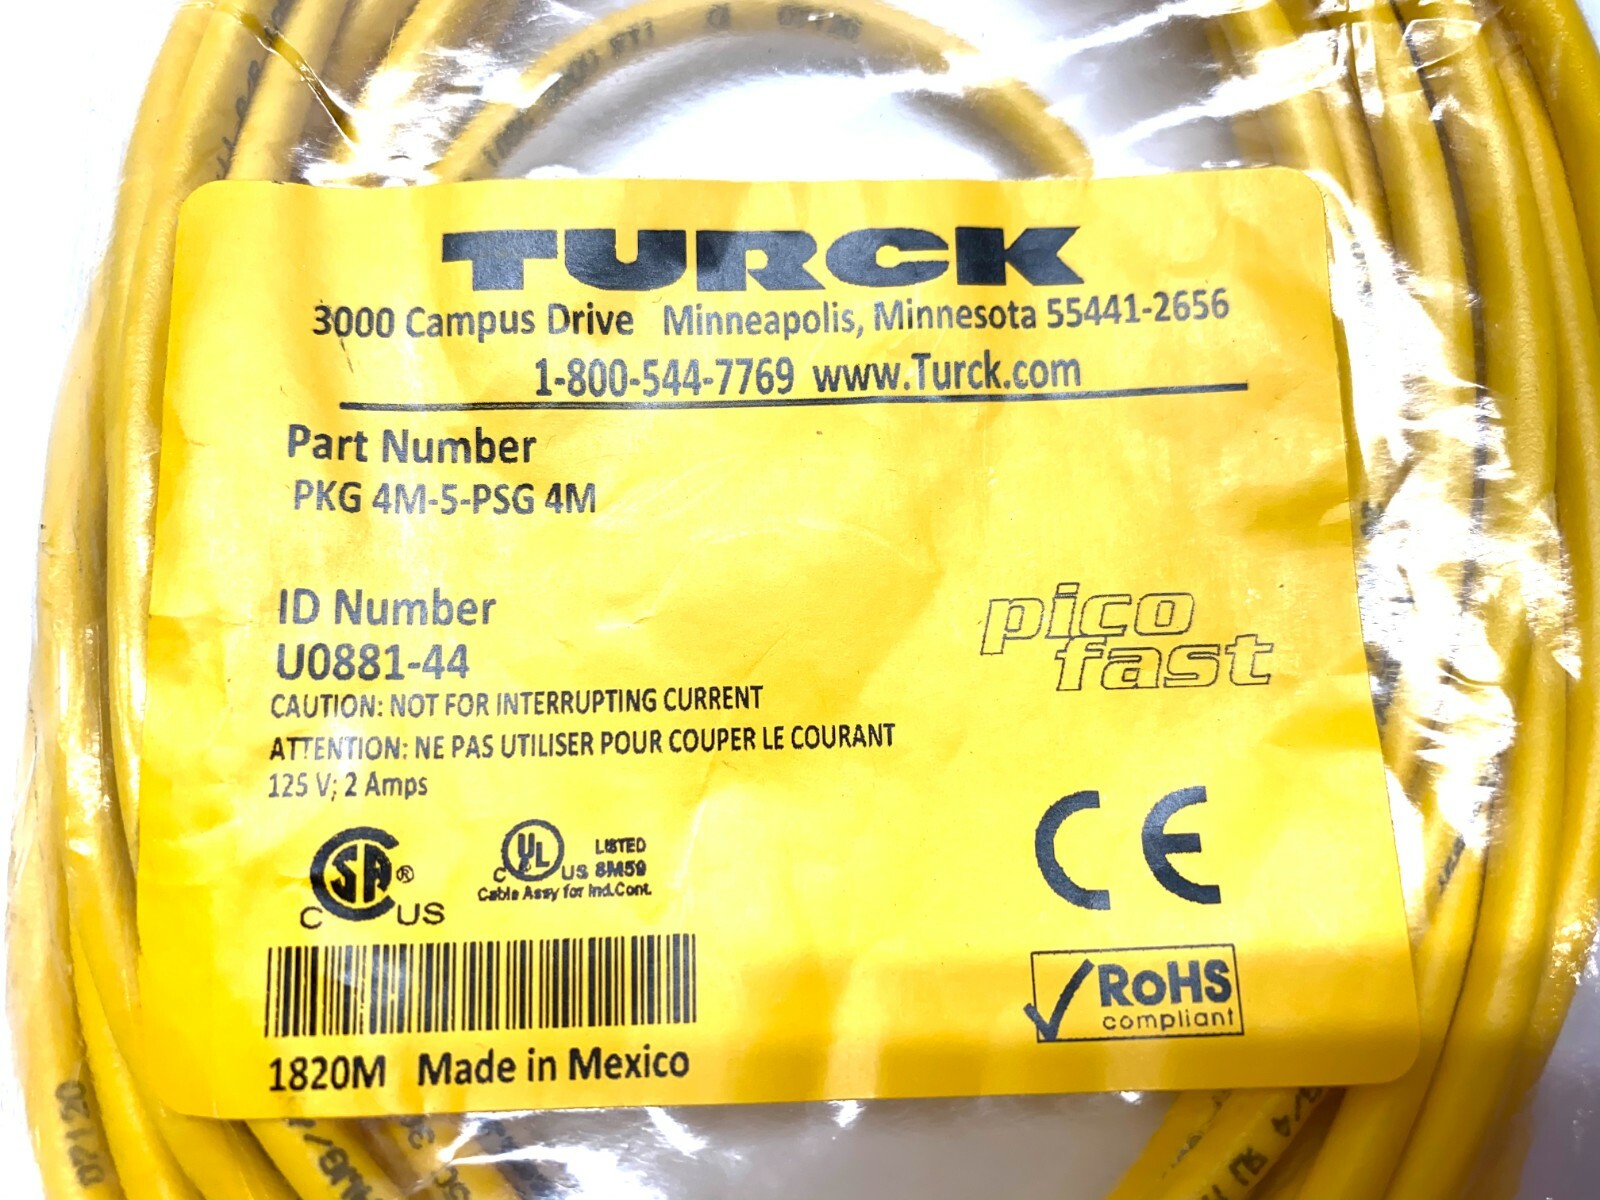 TURCK
3000 Campus Drive Minneapolis, Minnesota 55441-2656
1-800-544-7769 www.Turck.com
Part Number
PKG 4M-5-PSG 4M
ID Number
U0881-44
CAUTION: NOT FOR INTERRUPTING CURRENT
ATTENTION: NE PAS UTILISER POUR COUPER LE COURANT
125 V; 2 Amps
pico
fast
CSA®
C US
C UL US LISTED
8M59
Cable Assy for Ind.Cont.
CE
RoHS
compliant
1820M Made in Mexico